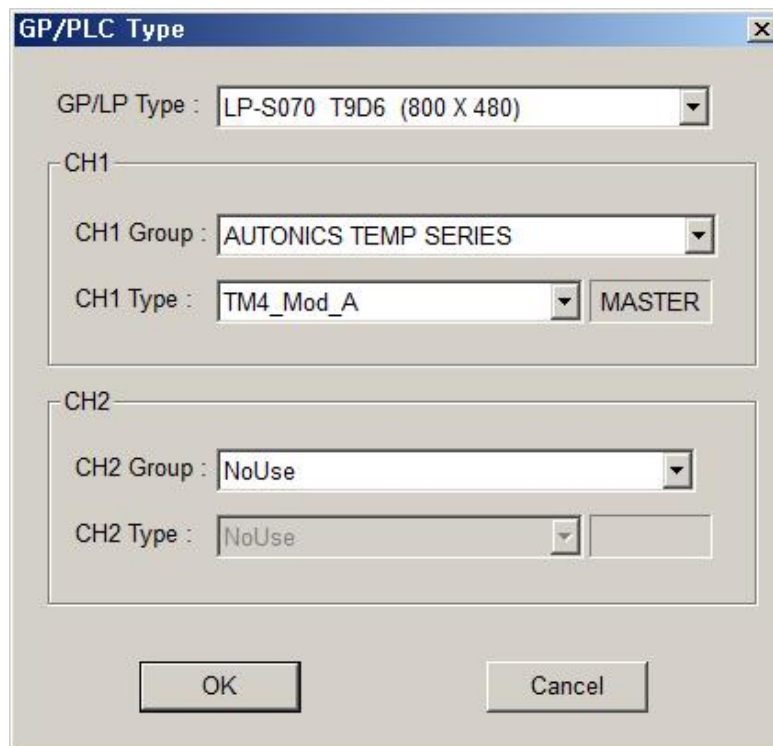 GP/PLC Type
GP/LP Type : LP-S070 T9D6 (800 X 480)
CH1
CH1 Group : AUTONICS TEMP SERIES
CH1 Type : TM4_Mod_A MASTER
CH2
CH2 Group : NoUse
CH2 Type : NoUse
OK Cancel